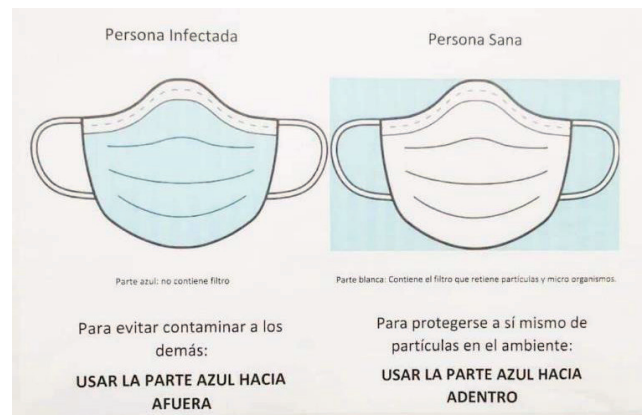 Persona Infectada
Parte azul: no contiene filtro
Para evitar contaminar a los
demás:
USAR LA PARTE AZUL HACIA
AFUERA
Persona Sana
Parte blanca: Contiene el filtro que retiene partículas y micro organismos.
Para protegerse a sí mismo de
partículas en el ambiente:
USAR LA PARTE AZUL HACIA
ADENTRO